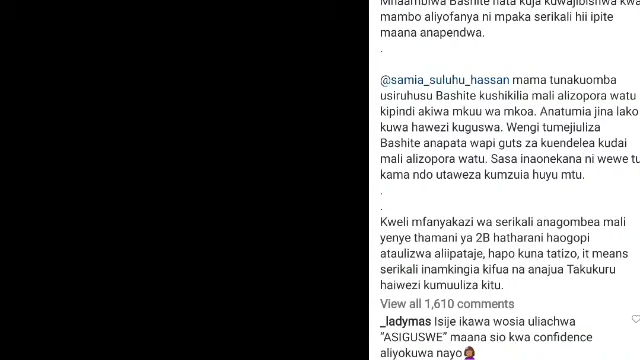 Mnaambiwa Bashite hata kuja kuwajibishwa kwa
mambo aliyofanya ni mpaka serikali hii ipite
maana anapendwa.
.
@samia_suluhu_hassan mama tunakuomba
usiruhusu Bashite kushikilia mali alizopora watu
kipindi akiwa mkuu wa mkoa. Anatumia jina lako
kuwa hawezi kuguswa. Wengi tumejiuliza
Bashite anapata wapi guts za kuendelea kudai
mali alizopora watu. Sasa inaonekana ni wewe tu
kama ndo utaweza kumzuia huyu mtu.
.
.
Kweli mfanyakazi wa serikali anagombea mali
yenye thamani ya 2B hatharani haogopi
ataulizwa aliipataje, hapo kuna tatizo, it means
serikali inamkingia kifua na anajua Takukuru
haiwezi kumuuliza kitu.
View all 1,610 comments
_ladymas Isije ikawa wosia uliachwa
"ASIGUSWE" maana sio kwa confidence
aliyokuwa nayo🤦🏽‍♀️